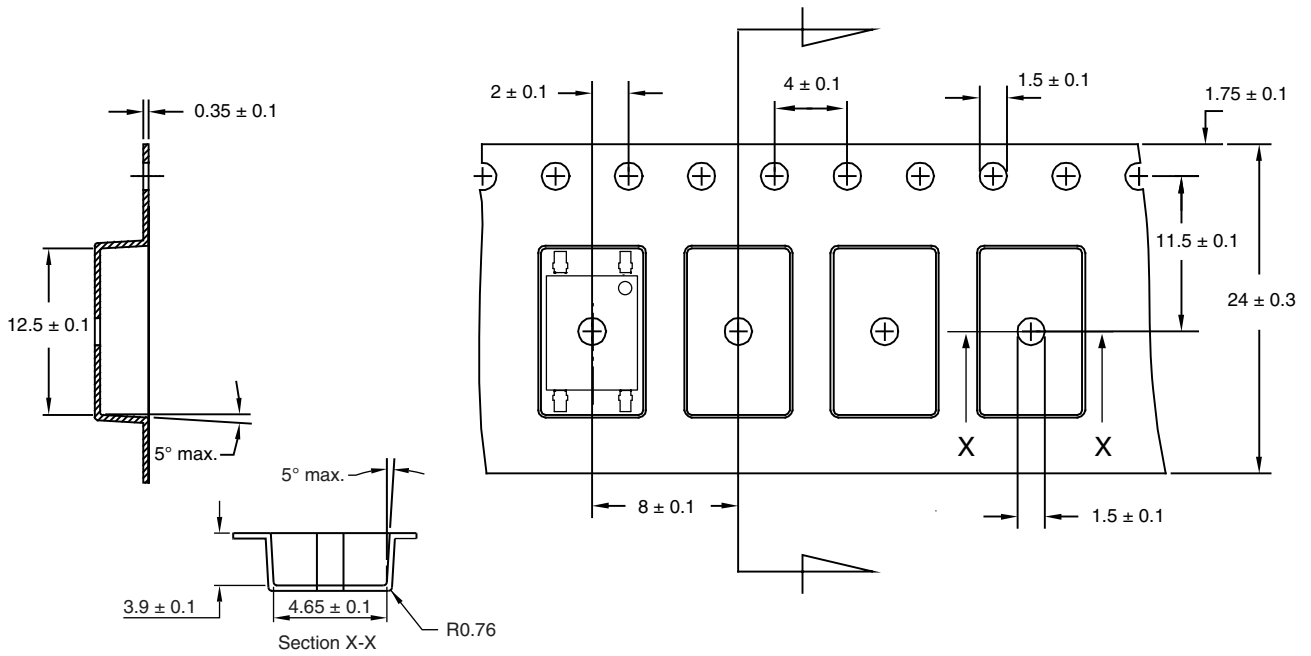 2 ± 0.1
4 ± 0.1
1.5 ± 0.1
1.75 ± 0.1
0.35 ± 0.1
11.5 ± 0.1
24 ± 0.3
12.5 ± 0.1
X
X
5° max.
5° max.
8 ± 0.1
1.5 ± 0.1
3.9 ± 0.1
4.65 ± 0.1
R0.76
Section X-X